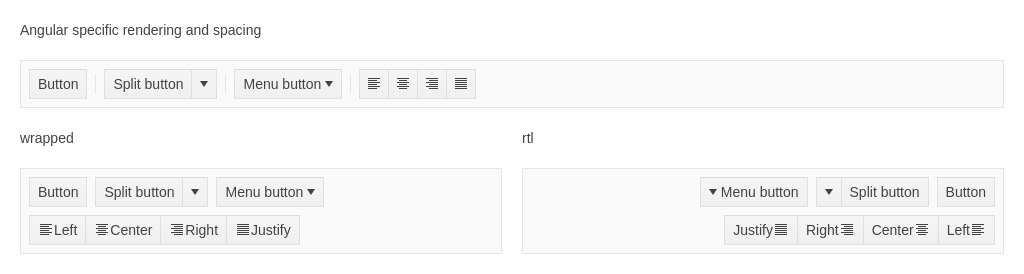 Angular specific rendering and spacing
Button Split button Menu button
wrapped
Button Split button Menu button
Left Center Right Justify
rtl
Menu button Split button Button
Justify Right Center Left